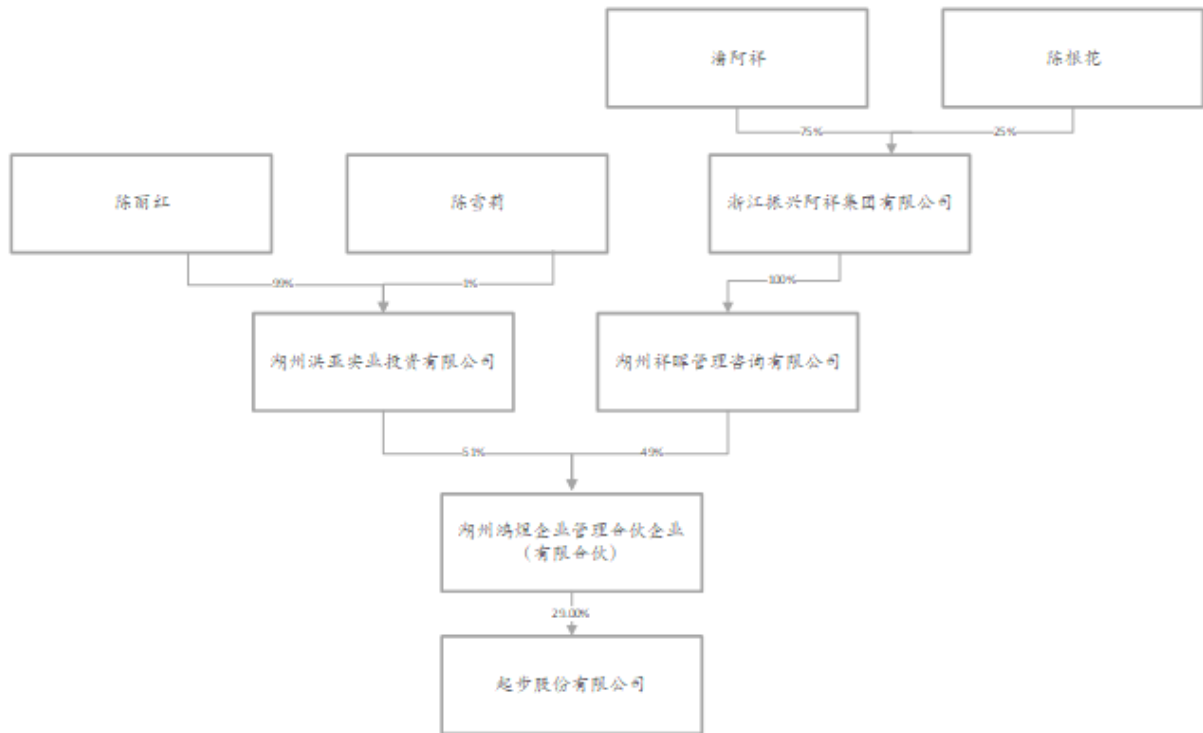 潘阿祥
陈根花
75%
25%
陈丽红
陈雪莉
浙江振兴阿祥集团有限公司
99%
1%
100%
湖州洪亚实业投资有限公司
湖州祥晖管理咨询有限公司
51%
49%
湖州鸿煜企业管理合伙企业
（有限合伙）
29.00%
起步股份有限公司